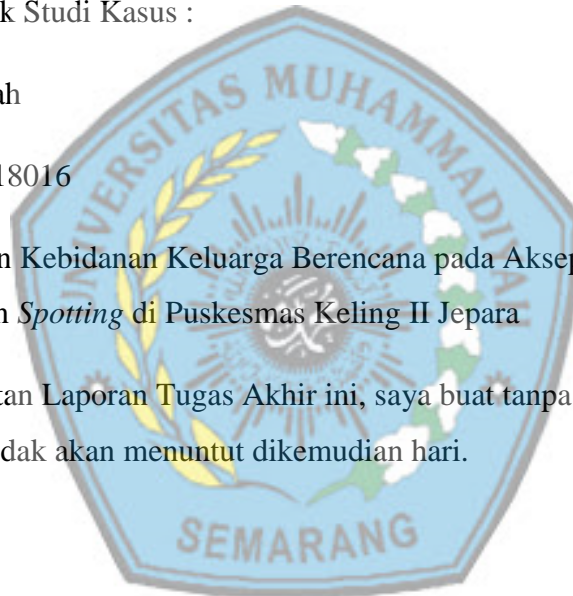 k Studi Kasus :
ah
18016
n Kebidanan Keluarga Berencana pada Aksep
n Spotting di Puskesmas Keling II Jepara
tan Laporan Tugas Akhir ini, saya buat tanpa
dak akan menuntut dikemudian hari.
UNIVERSITAS MUHAMMADIYAH
SEMARANG